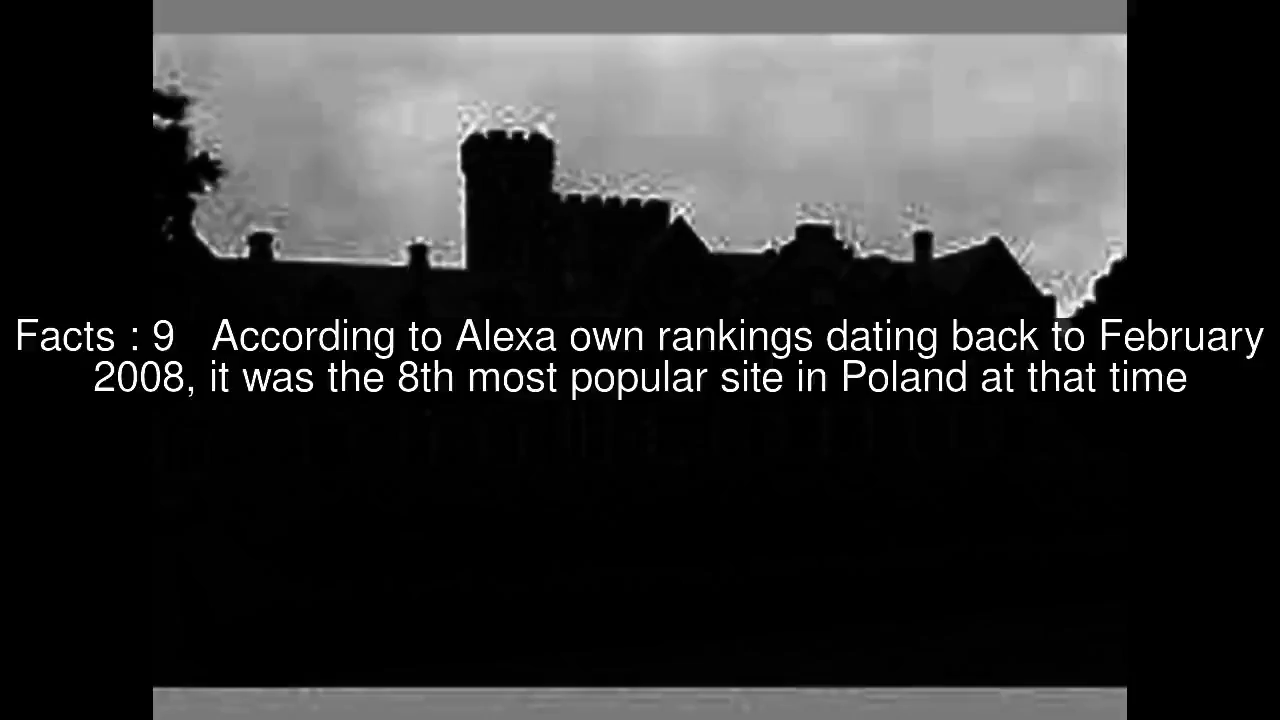 Facts : 9   According to Alexa own rankings dating back to February
2008, it was the 8th most popular site in Poland at that time